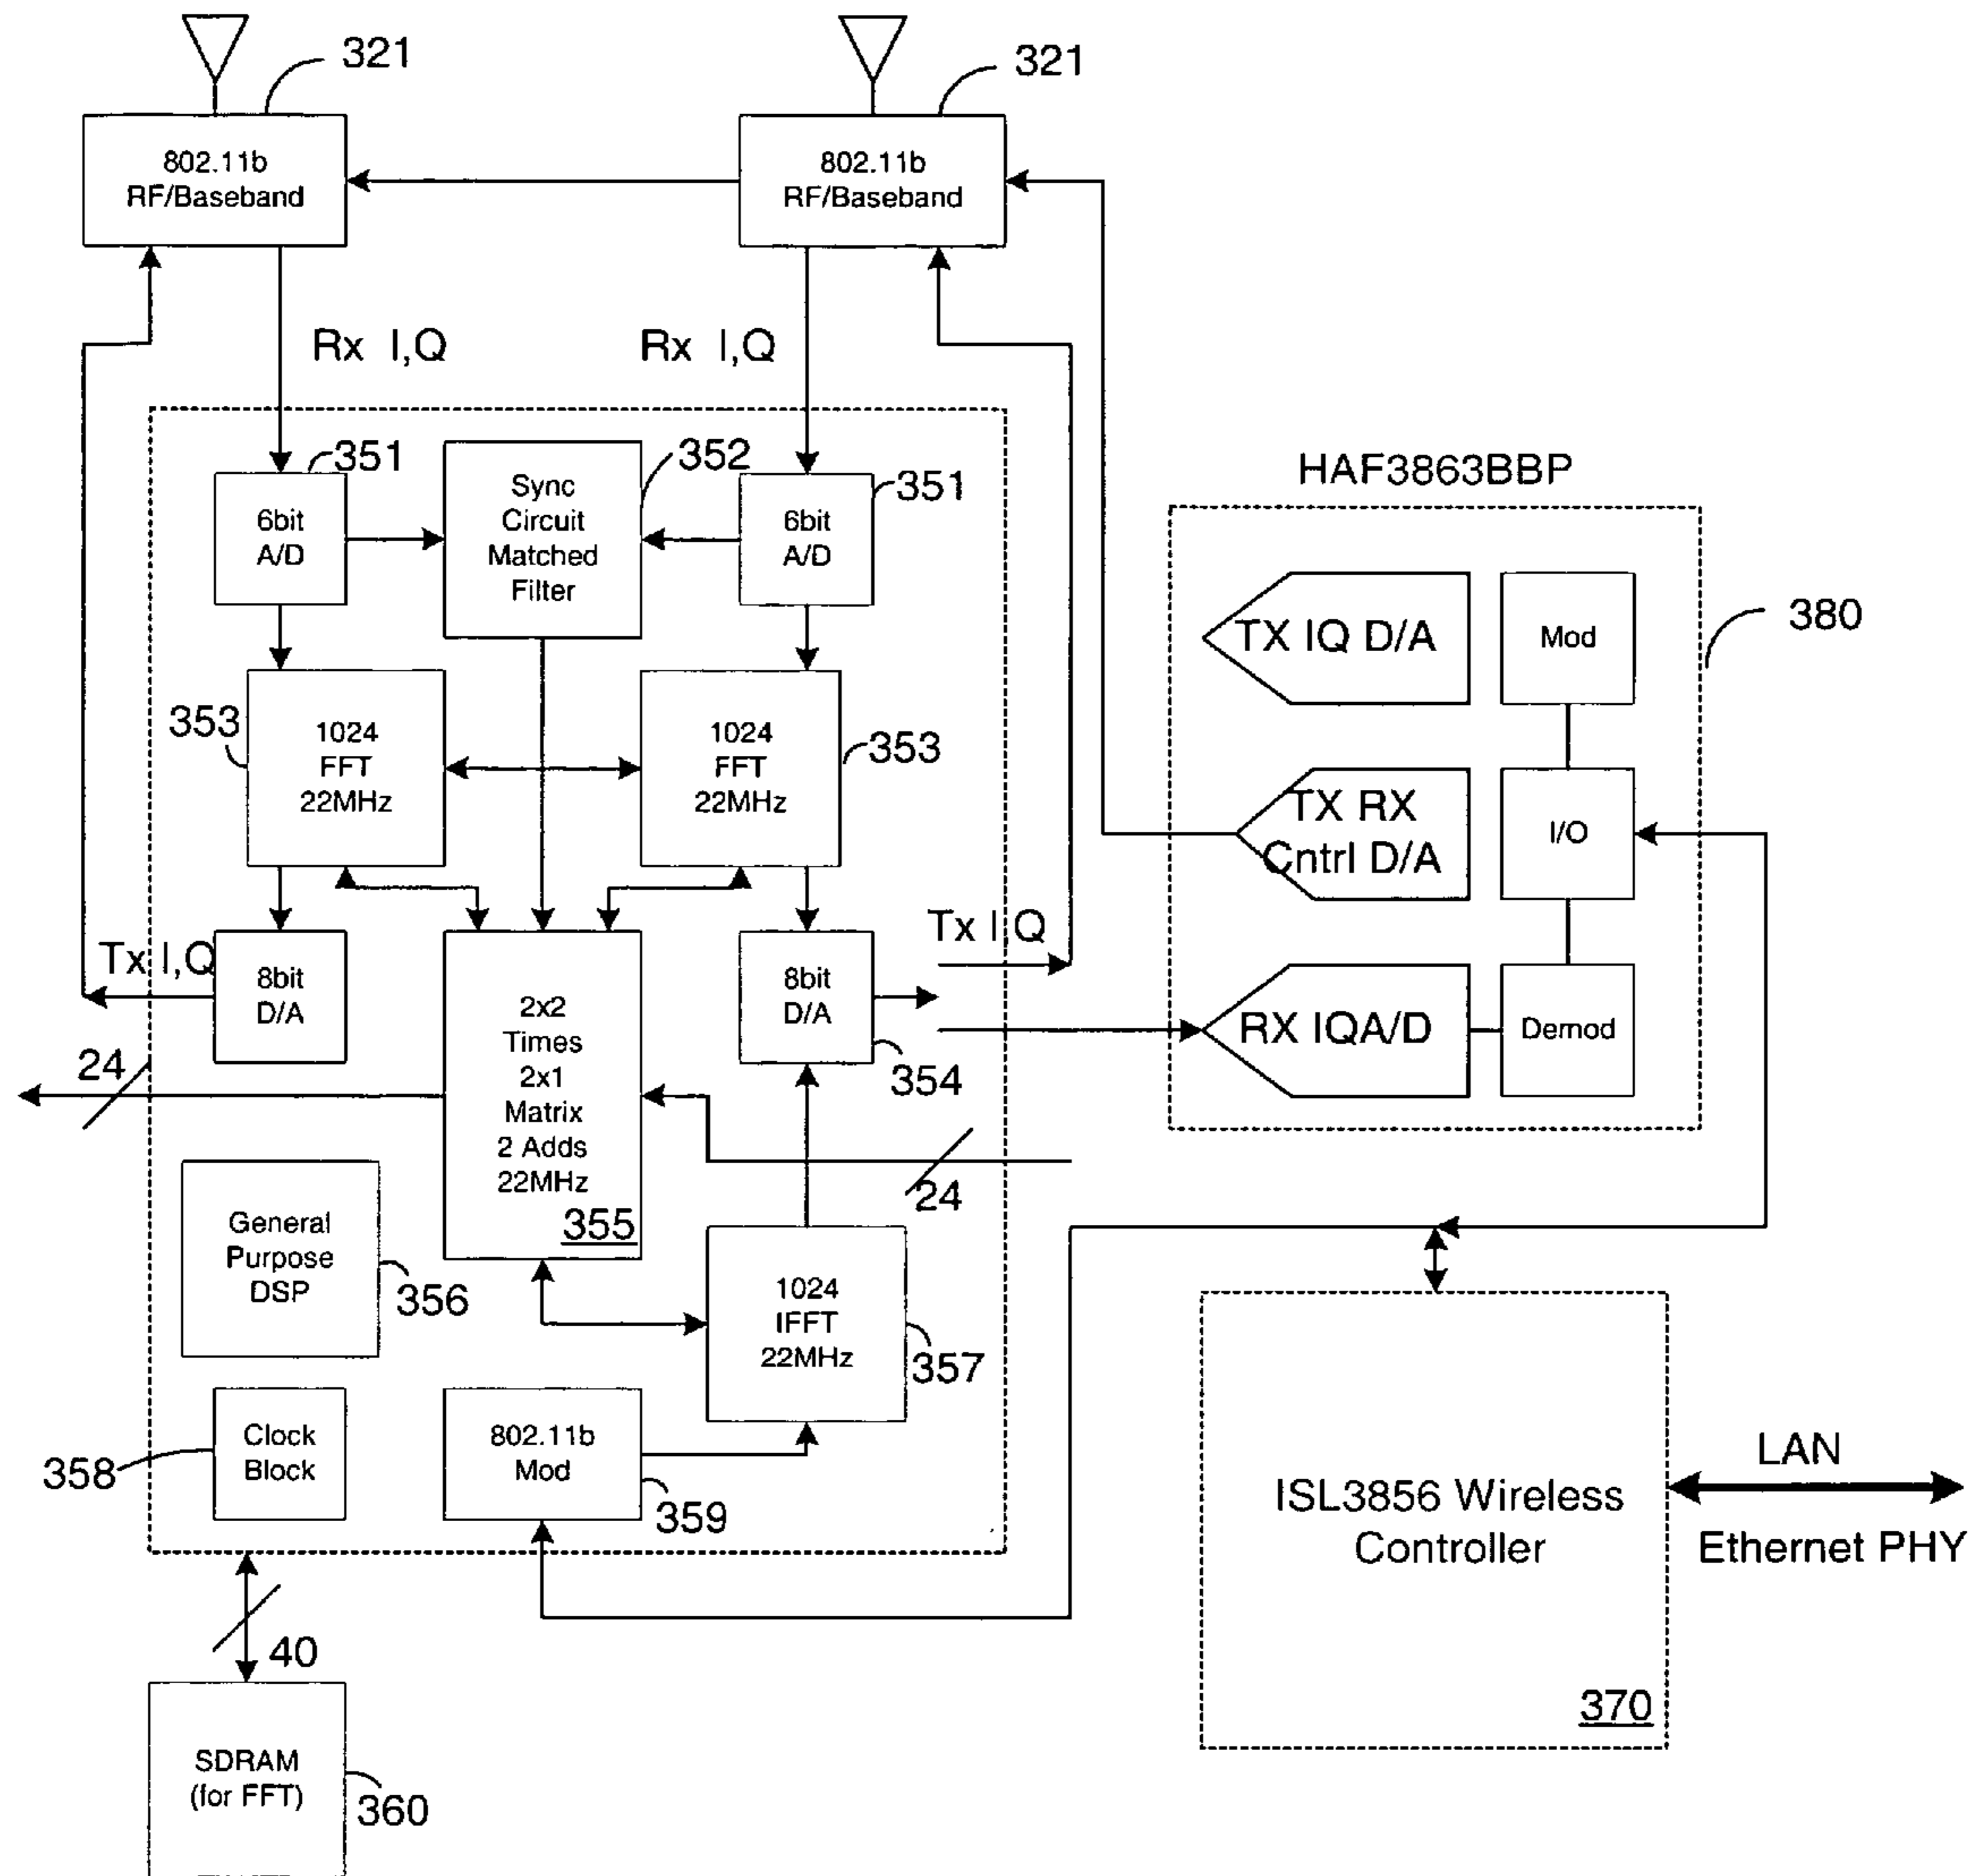 321
321
802.11b
RF/Baseband
802.11b
RF/Baseband
Rx I,Q
Rx I,Q
351
352
351
6bit
A/D
Sync
Circuit
Matched
Filter
6bit
A/D
HAF3863BBP
380
TX IQ D/A
Mod
353
1024
FFT
22MHz
1024
FFT
22MHz
353
TX RX
Cntrl D/A
I/O
Tx I,Q
8bit
D/A
2x2
Times
2x1
Matrix
2 Adds
22MHz
355
8bit
D/A
354
Tx I Q
RX IQA/D
Demod
24
24
General
Purpose
DSP
356
1024
IFFT
22MHz
357
Clock
Block
358
802.11b
Mod
359
ISL3856 Wireless
Controller
370
LAN
Ethernet PHY
40
SDRAM
(for FFT)
360